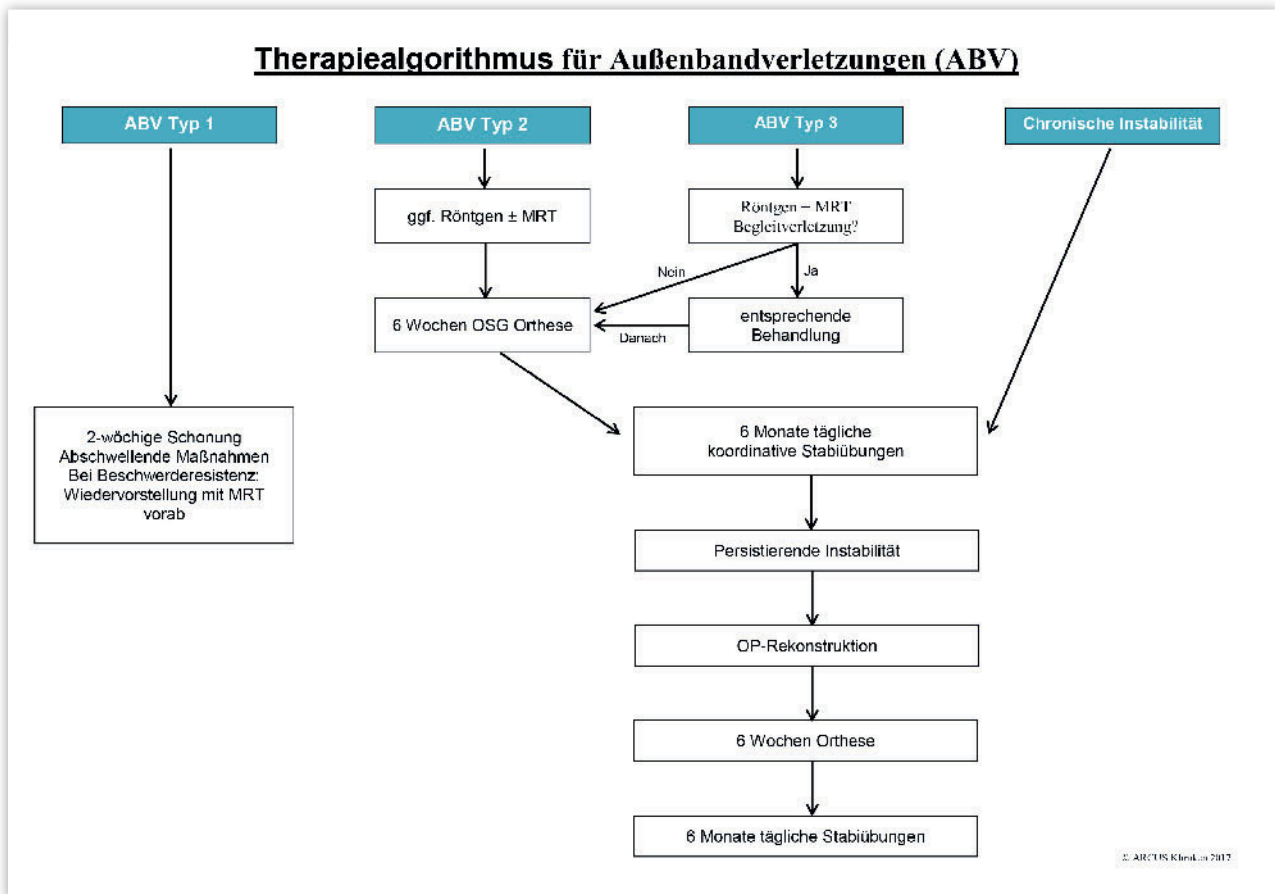 Therapiealgorithmus für Außenbandverletzungen (ABV)
ABV Typ 1
ABV Typ 2
ABV Typ 3
Chronische Instabilität
ggf. Röntgen ± MRT
Röntgen – MRT
Begleitverletzung?
Nein
Ja
6 Wochen OSG Orthese
Danach
entsprechende
Behandlung
2-wöchige Schonung
Abschwellende Maßnahmen
Bei Beschwerderesistenz:
Wiedervorstellung mit MRT
vorab
6 Monate tägliche
koordinative Stabiübungen
Persistierende Instabilität
OP-Rekonstruktion
6 Wochen Orthese
6 Monate tägliche Stabiübungen
© ARCUS Kliniken 2017